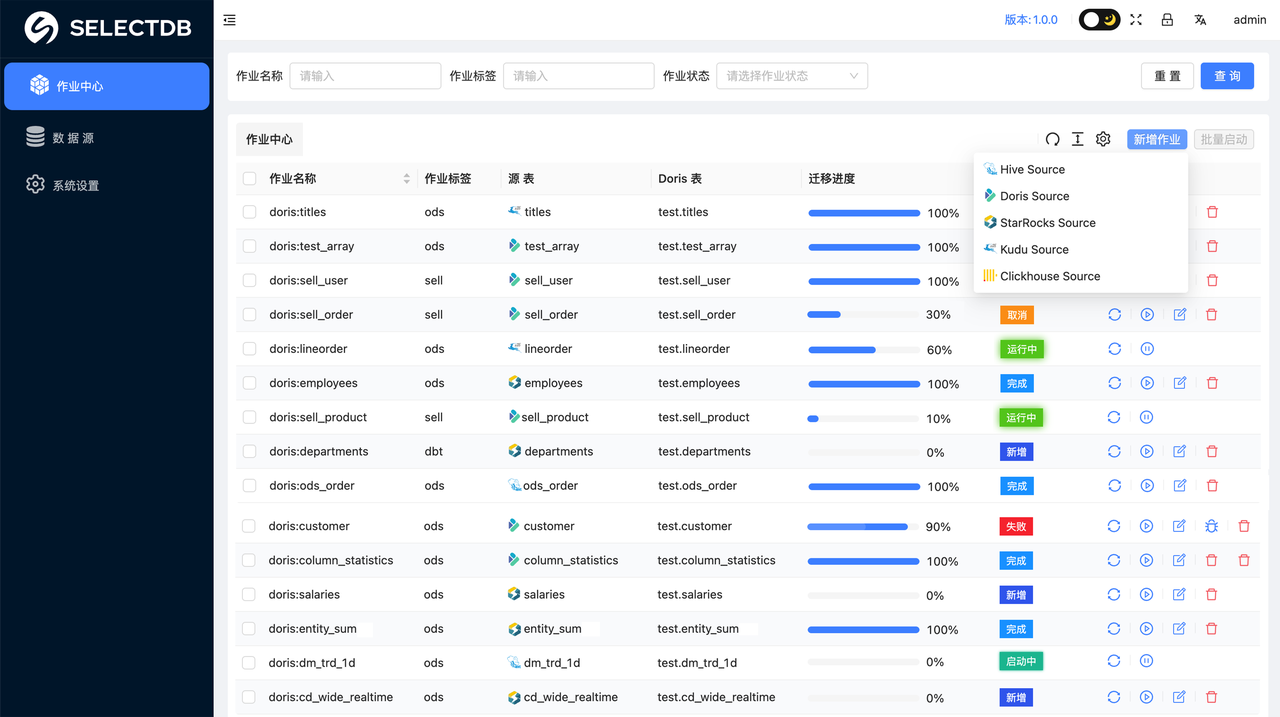 SELECTDB
版本:1.0.0 admin
作业中心
数据源
系统设置
作业名称 请输入 作业标签 请输入 作业状态 请选择作业状态 重 置 查 询
作业中心 新增作业 批量启动
Hive Source
Doris Source
StarRocks Source
Kudu Source
Clickhouse Source
作业名称 作业标签 源 表 Doris 表 迁移进度
doris:titles ods titles test.titles 100%
doris:test_array ods test_array test.test_array 100%
doris:sell_user sell sell_user test.sell_user 100%
doris:sell_order sell sell_order test.sell_order 30% 取消
doris:lineorder ods lineorder test.lineorder 60% 运行中
doris:employees ods employees test.employees 100% 完成
doris:sell_product sell sell_product test.sell_product 10% 运行中
doris:departments dbt departments test.departments 0% 新增
doris:ods_order ods ods_order test.ods_order 100% 完成
doris:customer ods customer test.customer 90% 失败
doris:column_statistics ods column_statistics test.column_statistics 100% 完成
doris:salaries ods salaries test.salaries 0% 新增
doris:entity_sum ods entity_sum test.entity_sum 100% 完成
doris:dm_trd_1d ods dm_trd_1d test.dm_trd_1d 0% 启动中
doris:cd_wide_realtime ods cd_wide_realtime test.cd_wide_realtime 0% 新增